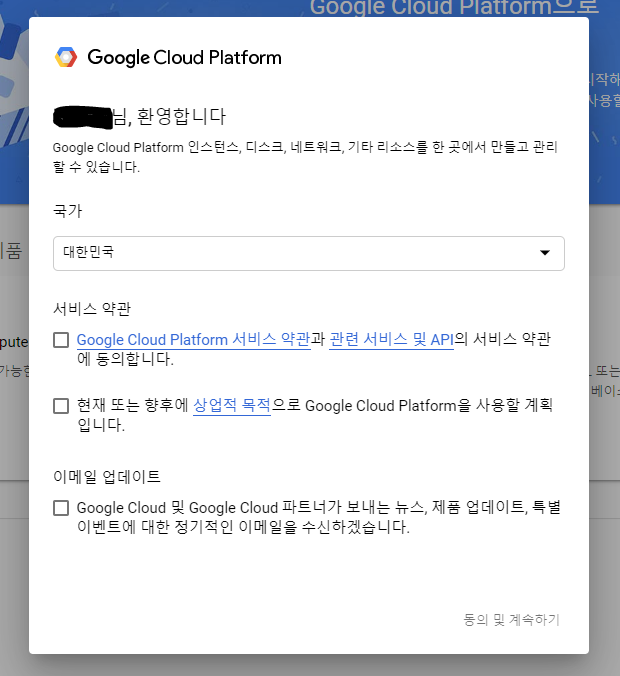 Google Cloud Platform으로
시작하
사용할
Google Cloud Platform
님, 환영합니다
Google Cloud Platform 인스턴스, 디스크, 네트워크, 기타 리소스를 한 곳에서 만들고 관리
할 수 있습니다.
국가
대한민국
제품
서비스 약관
Google Cloud Platform 서비스 약관과 관련 서비스 및 API의 서비스 약관
에 동의합니다.
pute
가능한
또는
베이스
현재 또는 향후에 상업적 목적으로 Google Cloud Platform을 사용할 계획
입니다.
이메일 업데이트
Google Cloud 및 Google Cloud 파트너가 보내는 뉴스, 제품 업데이트, 특별
이벤트에 대한 정기적인 이메일을 수신하겠습니다.
동의 및 계속하기